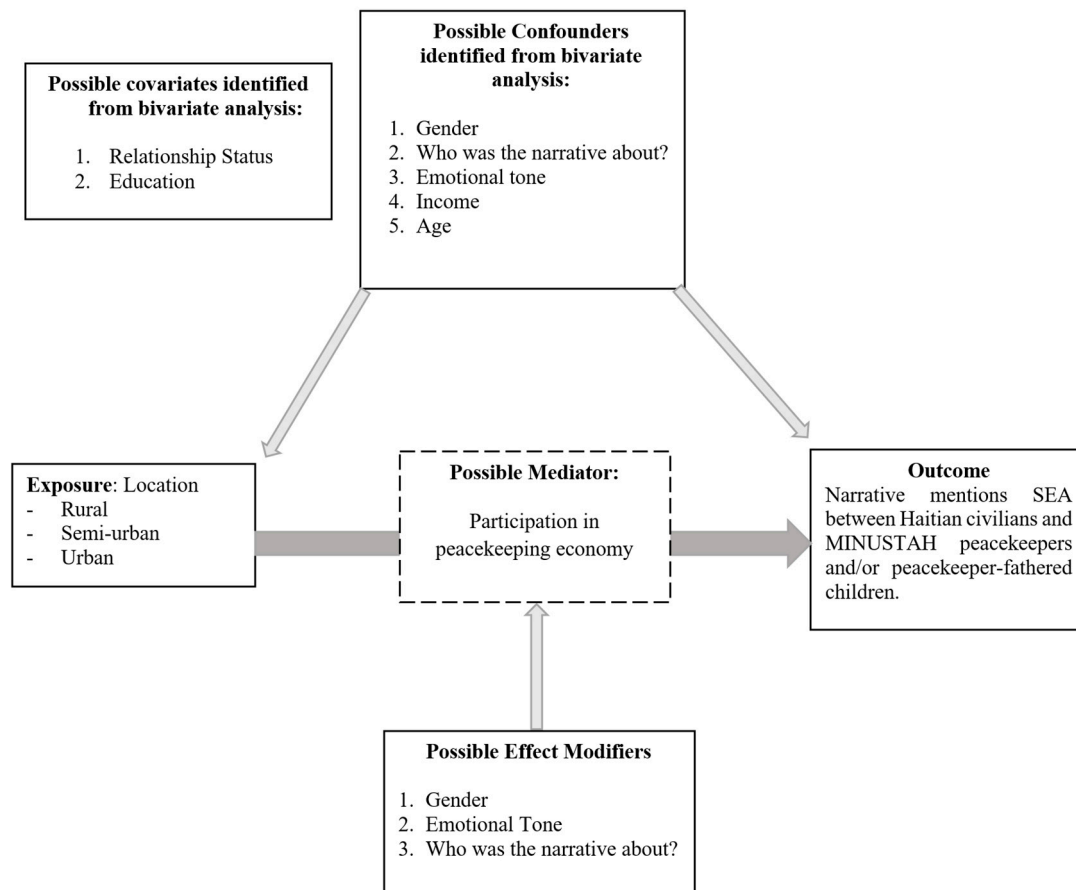 Possible Confounders
identified from bivariate
analysis:
1. Gender
2. Who was the narrative about?
3. Emotional tone
4. Income
5. Age
Possible covariates identified
from bivariate analysis:
1. Relationship Status
2. Education
Exposure: Location
- Rural
- Semi-urban
- Urban
Possible Mediator:
Participation in
peacekeeping economy
Outcome
Narrative mentions SEA
between Haitian civilians and
MINUSTAH peacekeepers
and/or peacekeeper-fathered
children.
Possible Effect Modifiers
1. Gender
2. Emotional Tone
3. Who was the narrative about?